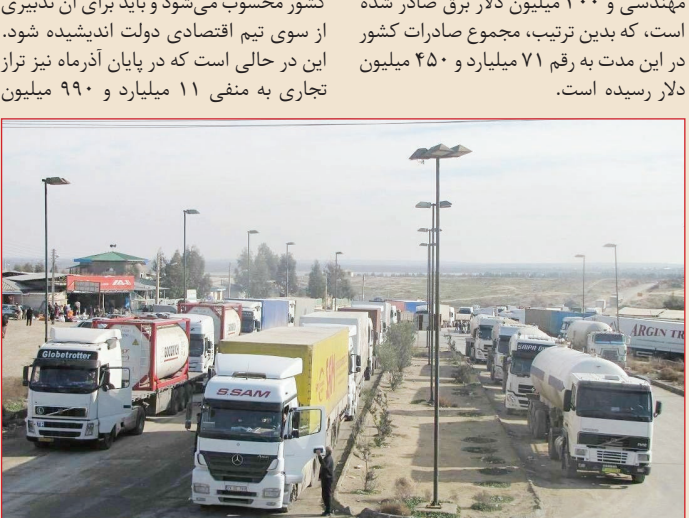 مهندسی و ۳۰۰ میلیون دلار برق صادر شده
است، که بدین ترتیب، مجموع صادرات کشور
در این مدت به رقم ۷۱ میلیارد و ۴۵۰ میلیون
دلار رسیده است.
کشور محسوب می‌شود و باید برای آن تدبیری
از سوی تیم اقتصادی دولت اندیشیده شود.
این در حالی است که در پایان آذرماه نیز تراز
تجاری به منفی ۱۱ میلیارد و ۹۹۰ میلیون
Globetrotter
S.SAM
ARGIN TR